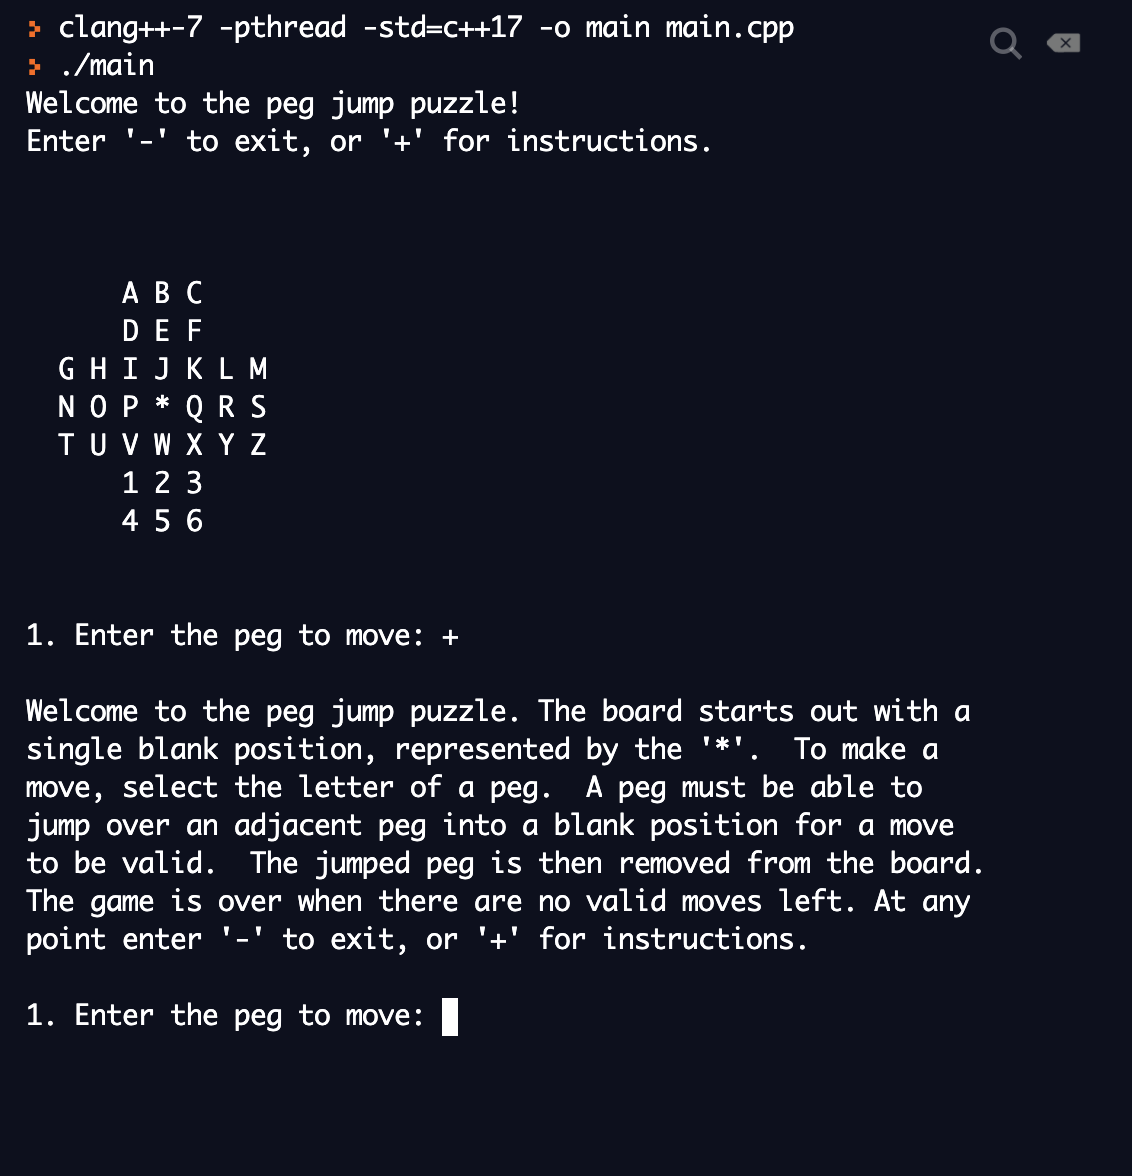 clang++-7 -pthread -std=c++17 -o main main.cpp
./main
Welcome to the peg jump puzzle!
Enter '-' to exit, or '+' for instructions.
A B C
D E F
G H I J K L M
N O P * Q R S
T U V W X Y Z
1 2 3
4 5 6
1. Enter the peg to move: +
Welcome to the peg jump puzzle. The board starts out with a
single blank position, represented by the '*'.  To make a
move, select the letter of a peg.  A peg must be able to
jump over an adjacent peg into a blank position for a move
to be valid.  The jumped peg is then removed from the board.
The game is over when there are no valid moves left. At any
point enter '-' to exit, or '+' for instructions.
1. Enter the peg to move: